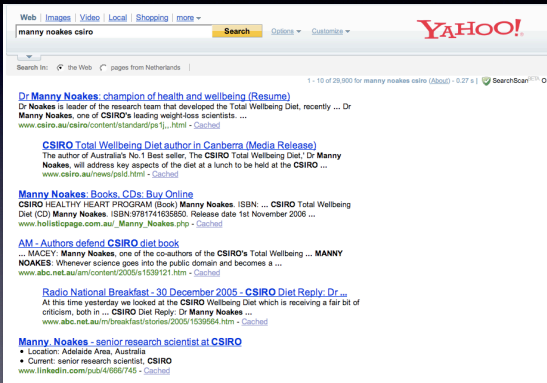 Web | Images | Video | Local | Shopping | more
manny noakes csiro Search Options Customize YAHOO!
Search In: the Web pages from Netherlands |
1 - 10 of 29,900 for manny noakes csiro (About) - 0.27 s | SearchScan BETA O
Dr Manny Noakes: champion of health and wellbeing (Resume)
Dr Noakes is leader of the research team that developed the Total Wellbeing Diet, recently ... Dr
Manny Noakes, one of CSIRO's leading weight-loss scientists. ...
www.csiro.au/csiro/content/standard/ps1j,,.html - Cached
CSIRO Total Wellbeing Diet author in Canberra (Media Release)
The author of Australia's No.1 Best seller, The CSIRO Total Wellbeing Diet,' Dr Manny
Noakes, will address key aspects of the diet at a lunch to be held at the CSIRO ...
www.csiro.au/news/psld.html - Cached
Manny Noakes: Books, CDs: Buy Online
CSIRO HEALTHY HEART PROGRAM (Book) Manny Noakes. ISBN: ... CSIRO Total Wellbeing
Diet (CD) Manny Noakes. ISBN:9781741635850. Release date 1st November 2006 ...
www.holisticpage.com.au/_Manny_Noakes.php - Cached
AM - Authors defend CSIRO diet book
... MACEY: Manny Noakes, one of the co-authors of the CSIRO's Total Wellbeing ... MANNY
NOAKES: Whenever science goes into the public domain and becomes a ...
www.abc.net.au/am/content/2005/s1539121.htm - Cached
Radio National Breakfast - 30 December 2005 - CSIRO Diet Reply: Dr ...
At this time yesterday we looked at the CSIRO Wellbeing Diet which is receiving a fair bit of
criticism, both in ... CSIRO Diet Reply: Dr Manny Noakes ...
www.abc.net.au/rn/breakfast/stories/2005/1539564.htm - Cached
Manny. Noakes - senior research scientist at CSIRO
• Location: Adelaide Area, Australia
• Current: senior research scientist, CSIRO
www.linkedin.com/pub/4/666/745 - Cached